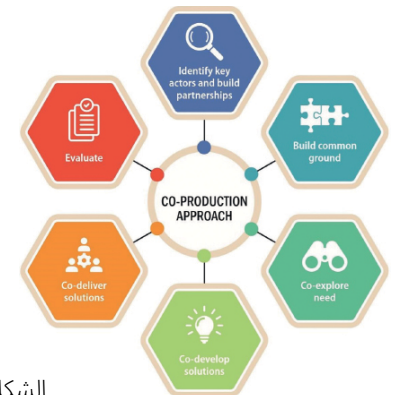 Identify key
actors and build
partnerships
Build common
ground
Co-explore
need
Co-develop
solutions
Co-deliver
solutions
Evaluate
CO-PRODUCTION
APPROACH